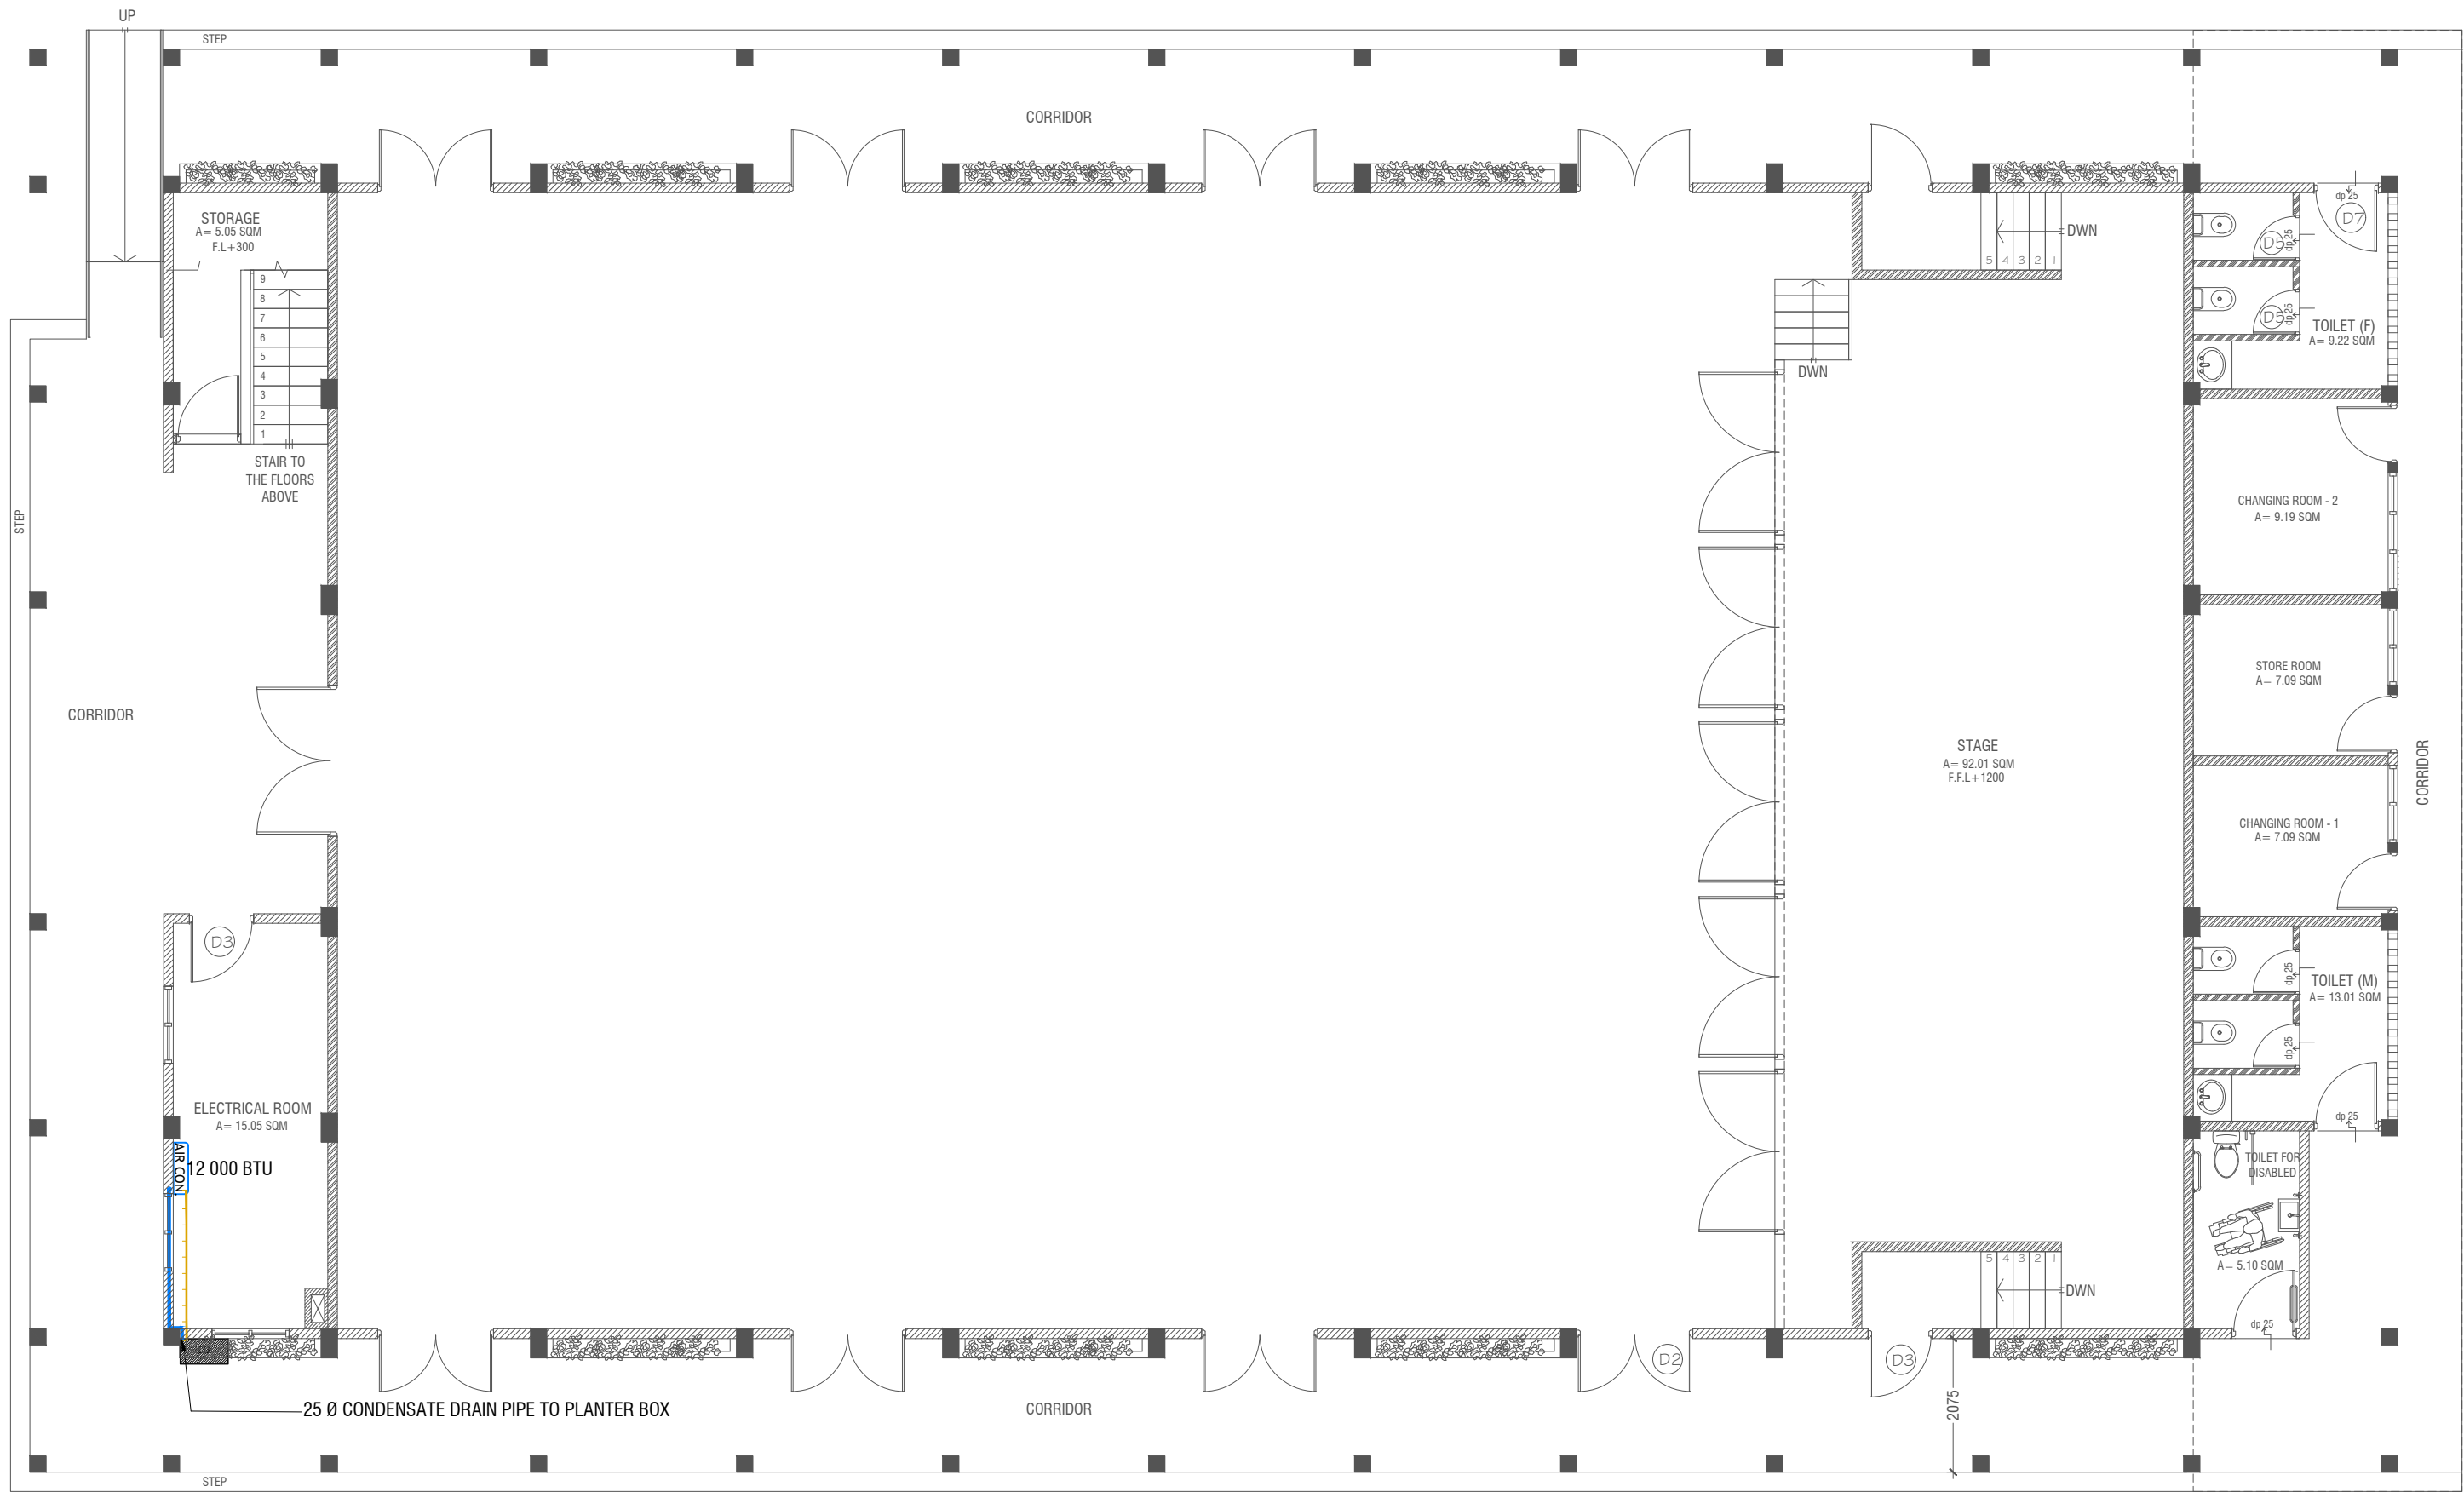 UP
STEP
CORRIDOR
STORAGE
A= 5.05 SQM
F.L+300
9
8
7
6
5
4
3
2
1
STAIR TO
THE FLOORS
ABOVE
STEP
CORRIDOR
DWN
5 4 3 2 1
DWN
dp 25
D7
D5
dp 25
D5
dp 25
TOILET (F)
A= 9.22 SQM
CHANGING ROOM - 2
A= 9.19 SQM
STORE ROOM
A= 7.09 SQM
STAGE
A= 92.01 SQM
F.F.L+1200
CORRIDOR
CHANGING ROOM - 1
A= 7.09 SQM
D3
dp 25
TOILET (M)
A= 13.01 SQM
dp 25
ELECTRICAL ROOM
A= 15.05 SQM
dp 25
AIR CON.
12 000 BTU
TOILET FOR
DISABLED
A= 5.10 SQM
5 4 3 2 1
DWN
dp 25
D2
D3
2075
25 Ø CONDENSATE DRAIN PIPE TO PLANTER BOX
CORRIDOR
STEP